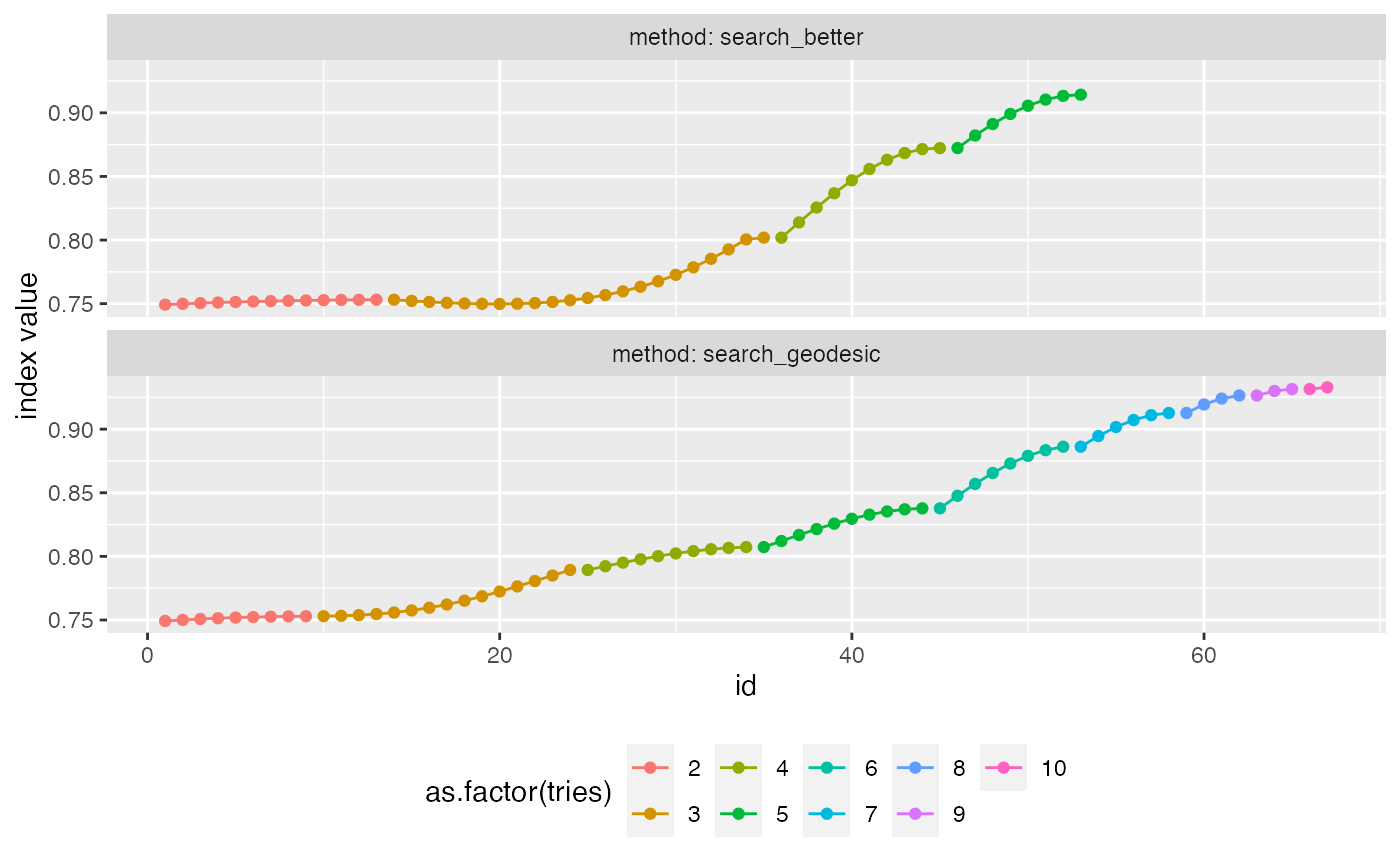 method: search_better
0.90
0.85
0.80
0.75
index value
method: search_geodesic
0.90
0.85
0.80
0.75
0 20 40 60
id
as.factor(tries)
2 4 6 8 10
3 5 7 9